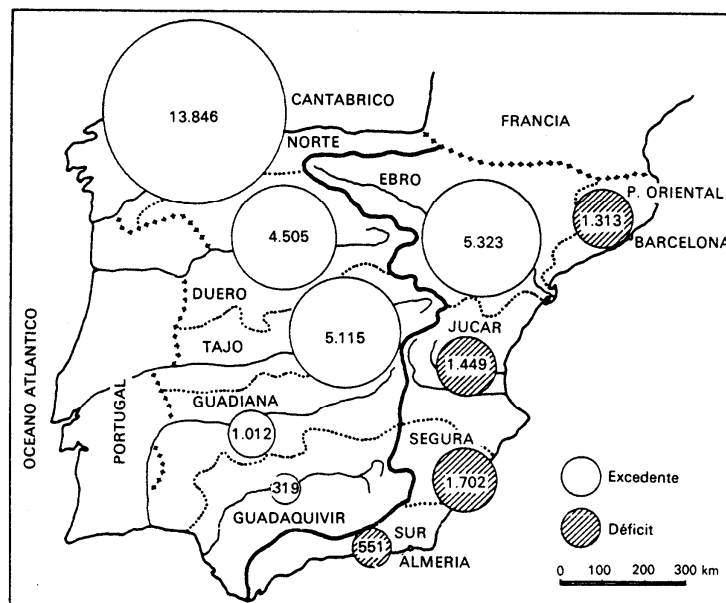 CANTABRICO
13.846
FRANCIA
NORTE
EBRO
P. ORIENTAL
1.313
4.505
5.323
BARCELONA
DUERO
JUCAR
5.115
TAJO
1.449
GUADIANA
OCEANO ATLANTICO
PORTUGAL
1.012
SEGURA
1.702
Excedente
319
GUADAQUIVIR
SUR
Déficit
551
ALMERIA
0 100 200 300 km